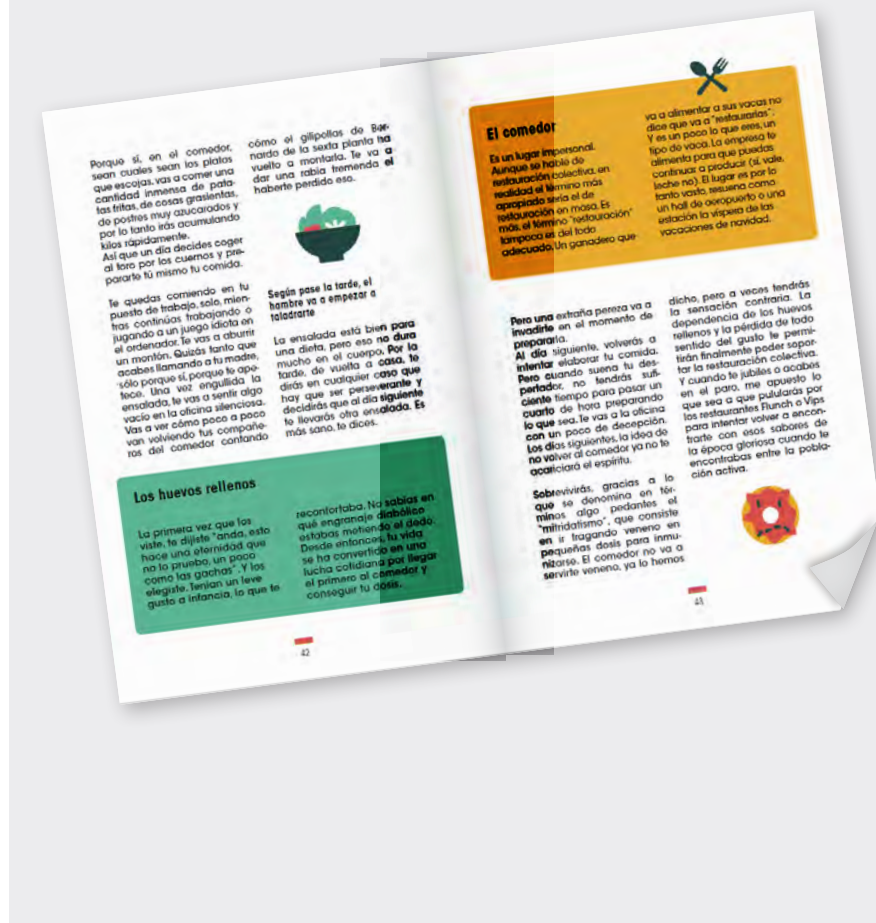 Porque sí, en el comedor,
sean cuales sean los platos
que escojas, vas a comer una
cantidad inmensa de pata-
tas fritas, de cosas grasientas,
de postres muy azucarados y
por lo tanto irás acumulando
kilos rápidamente.
Así que un día decides coger
al toro por los cuernos y pre-
pararte tú mismo tu comida.
Te quedas comiendo en tu
puesto de trabajo, solo, mien-
tras continúas trabajando o
jugando a un juego idiota en
el ordenador. Te vas a aburrir
un montón. Quizás tanto que
acabes llamando a tu madre,
sólo porque sí, porque te ape-
tece. Una vez engullida la
ensalada, te vas a sentir algo
vacío en la oficina silenciosa.
Vas a ver cómo poco a poco
van volviendo tus compañe-
ros del comedor contando
cómo el gilipollas de Ber-
nardo de la sexta planta ha
vuelto a montarla. Te va a
dar una rabia tremenda el
haberte perdido eso.
Según pase la tarde, el
hambre va a empezar a
taladrarte
La ensalada está bien para
una dieta, pero eso no dura
mucho en el cuerpo. Por la
tarde, de vuelta a casa, te
dirás en cualquier caso que
hay que ser perseverante y
decidirás que al día siguiente
te llevarás otra ensalada. Es
más sano, te dices.
Los huevos rellenos
La primera vez que los
viste, te dijiste "anda, esto
hace una eternidad que
no lo pruebo, un poco
como las gachas". Y los
elegiste. Tenían un leve
gusto a infancia, lo que te
reconfortaba. No sabías en
qué engranaje diabólico
estabas metiendo el dedo.
Desde entonces, tu vida
se ha convertido en una
lucha cotidiana por llegar
el primero al comedor y
conseguir tu dosis.
42
El comedor
Es un lugar impersonal.
Aunque se hable de
restauración colectiva, en
realidad el término más
apropiado sería el de
restauración en masa. Es
más, el término "restauración"
tampoco es del todo
adecuado. Un ganadero que
va a alimentar a sus vacas no
dice que va a "restaurarlas".
Y es un poco lo que eres, un
tipo de vaca. La empresa te
alimenta para que puedas
continuar a producir (sí, vale,
leche no). El lugar es por lo
tanto vasto, resuena como
un hall de aeropuerto o una
estación la víspera de las
vacaciones de navidad.
Pero una extraña pereza va a
invadirte en el momento de
prepararla.
Al día siguiente, volverás a
intentar elaborar tu comida.
Pero cuando suena tu des-
pertador, no tendrás sufi-
ciente tiempo para pasar un
cuarto de hora preparando
lo que sea. Te vas a la oficina
con un poco de decepción.
Los días siguientes, la idea de
no volver al comedor ya no te
acariciará el espíritu.
Sobrevivirás, gracias a lo
que se denomina en tér-
minos algo pedantes el
"mitridatismo", que consiste
en ir tragando veneno en
pequeñas dosis para inmu-
nizarse. El comedor no va a
servirte veneno, ya lo hemos
dicho, pero a veces tendrás
la sensación contraria. La
dependencia de los huevos
rellenos y la pérdida de todo
sentido del gusto te permi-
tirán finalmente poder sopor-
tar la restauración colectiva.
Y cuando te jubiles o acabes
en el paro, me apuesto lo
que sea a que pulularás por
los restaurantes Flunch o Vips
para intentar volver a encon-
trarte con esos sabores de
la época gloriosa cuando te
encontrabas entre la pobla-
ción activa.